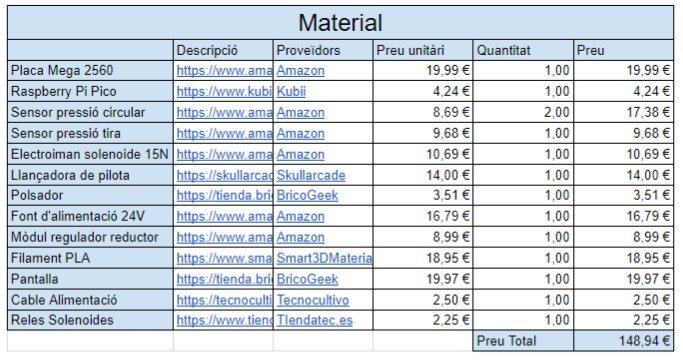 Material
Descripció Proveïdors Preu unitàri Quantitat Preu
Placa Mega 2560 https://www.ama Amazon 19,99 € 1,00 19,99 €
Raspberry Pi Pico https://www.kubi Kubii 4,24 € 1,00 4,24 €
Sensor pressió circular https://www.ama Amazon 8,69 € 2,00 17,38 €
Sensor pressió tira https://www.ama Amazon 9,68 € 1,00 9,68 €
Electroiman solenoide 15N https://www.ama Amazon 10,69 € 1,00 10,69 €
Llançadora de pilota https://skullarcad Skullarcade 14,00 € 1,00 14,00 €
Polsador https://tienda.bri BricoGeek 3,51 € 1,00 3,51 €
Font d'alimentació 24V https://www.ama Amazon 16,79 € 1,00 16,79 €
Mòdul regulador reductor https://www.ama Amazon 8,99 € 1,00 8,99 €
Filament PLA https://www.sma Smart3DMateria 18,95 € 1,00 18,95 €
Pantalla https://tienda.bri BricoGeek 19,97 € 1,00 19,97 €
Cable Alimentació https://tecnoculti Tecnocultivo 2,50 € 1,00 2,50 €
Reles Solenoides https://www.tiend TIendatec.es 2,25 € 1,00 2,25 €
Preu Total 148,94 €